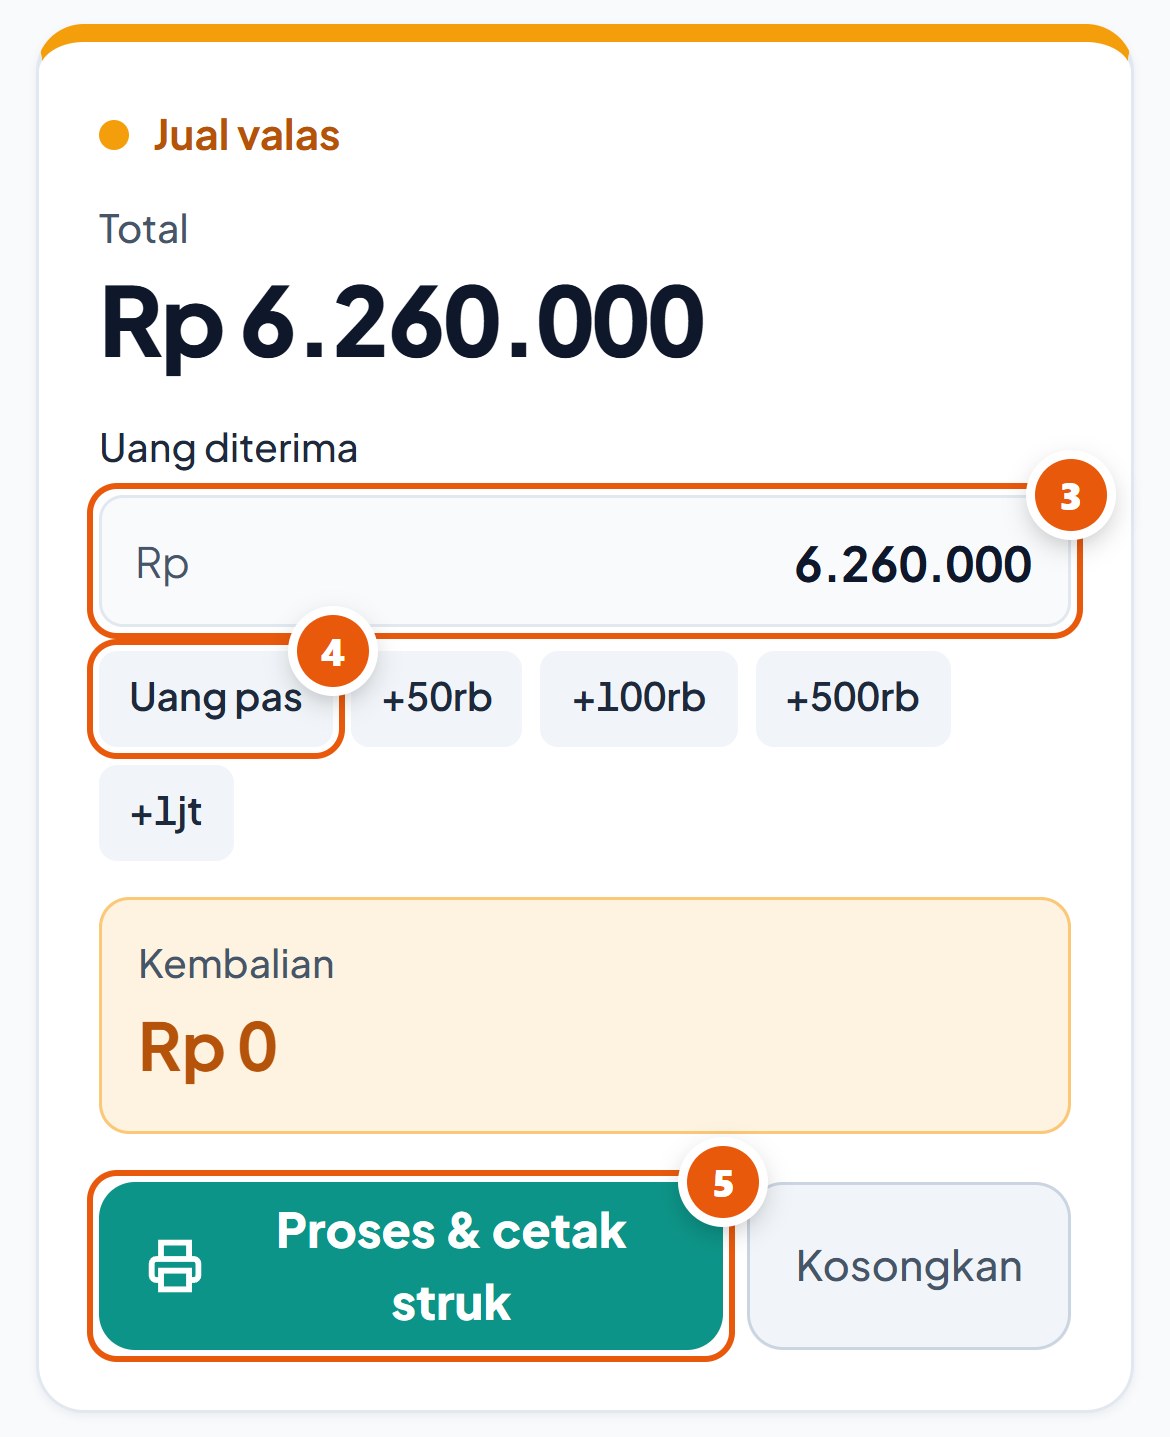 Jual valas
Total
Rp 6.260.000
Uang diterima
3
Rp 6.260.000
4
Uang pas +50rb +100rb +500rb
+1jt
Kembalian
Rp 0
5
Proses & cetak
struk
Kosongkan